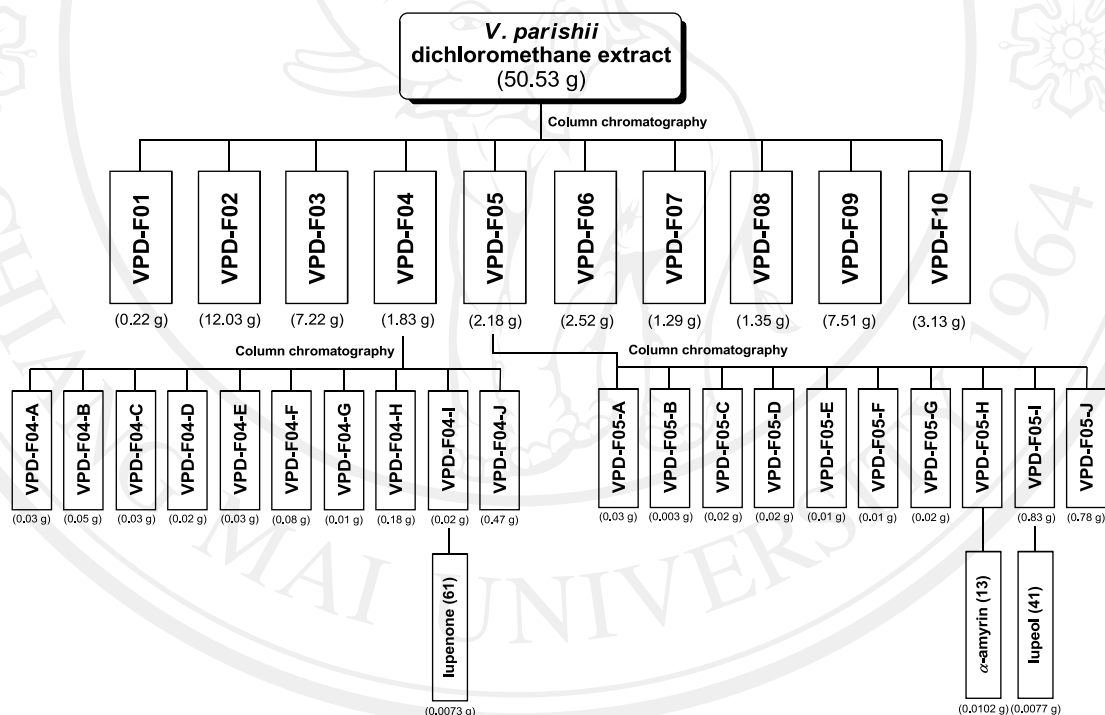 V. parishii
dichloromethane extract
(50.53 g)
Column chromatography
VPD-F01
VPD-F02
VPD-F03
VPD-F04
VPD-F05
VPD-F06
VPD-F07
VPD-F08
VPD-F09
VPD-F10
(0.22 g)
(12.03 g)
(7.22 g)
(1.83 g)
(2.18 g)
(2.52 g)
(1.29 g)
(1.35 g)
(7.51 g)
(3.13 g)
Column chromatography
Column chromatography
VPD-F04-A
VPD-F04-B
VPD-F04-C
VPD-F04-D
VPD-F04-E
VPD-F04-F
VPD-F04-G
VPD-F04-H
VPD-F04-I
VPD-F04-J
(0.03 g)
(0.05 g)
(0.03 g)
(0.02 g)
(0.03 g)
(0.08 g)
(0.01 g)
(0.18 g)
(0.02 g)
(0.47 g)
VPD-F05-A
VPD-F05-B
VPD-F05-C
VPD-F05-D
VPD-F05-E
VPD-F05-F
VPD-F05-G
VPD-F05-H
VPD-F05-I
VPD-F05-J
(0.03 g)
(0.003 g)
(0.02 g)
(0.02 g)
(0.01 g)
(0.01 g)
(0.02 g)
(0.83 g)
(0.78 g)
lupenone (61)
(0.0073 g)
α-amyrin (13)
(0.0102 g)
lupeol (41)
(0.0077 g)
CHIANG MAI UNIVERSITY 1964